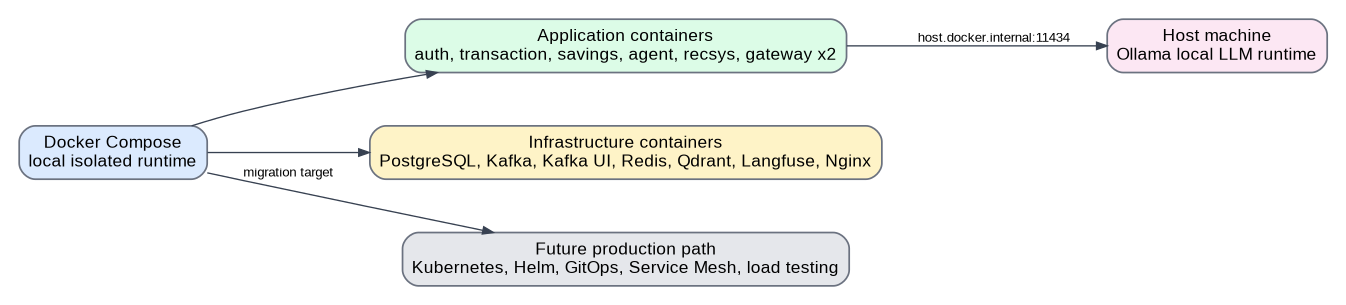 Application containers
auth, transaction, savings, agent, recsys, gateway x2
host.docker.internal:11434
Host machine
Ollama local LLM runtime
Docker Compose
local isolated runtime
Infrastructure containers
PostgreSQL, Kafka, Kafka UI, Redis, Qdrant, Langfuse, Nginx
migration target
Future production path
Kubernetes, Helm, GitOps, Service Mesh, load testing